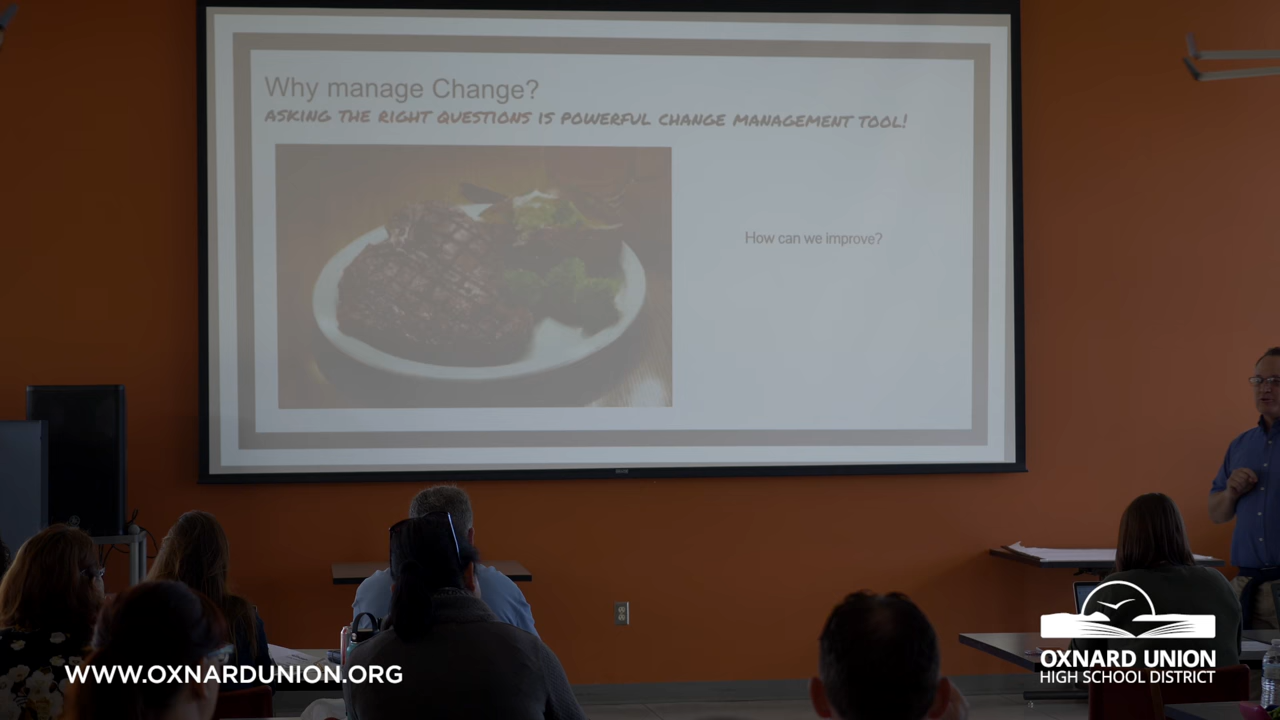 Why manage Change?
ASKING THE RIGHT QUESTIONS IS POWERFUL CHANGE MANAGEMENT TOOL!
How can we improve?
WWW.OXNARDUNION.ORG
OXNARD UNION
HIGH SCHOOL DISTRICT